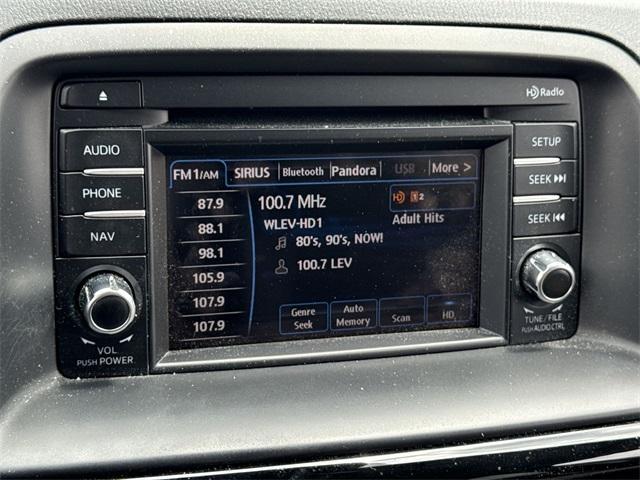 HD Radio
AUDIO
PHONE
NAV
VOL
PUSH POWER
FM1/AM SIRIUS Bluetooth Pandora USB More >
87.9
88.1
98.1
105.9
107.9
107.9
100.7 MHz
HD 1 2
WLEV-HD1
Adult Hits
80's, 90's, NOW!
100.7 LEV
Genre Seek
Auto Memory
Scan
HD
SETUP
SEEK
SEEK
TUNE/FILE
PUSH AUDIO CTRL